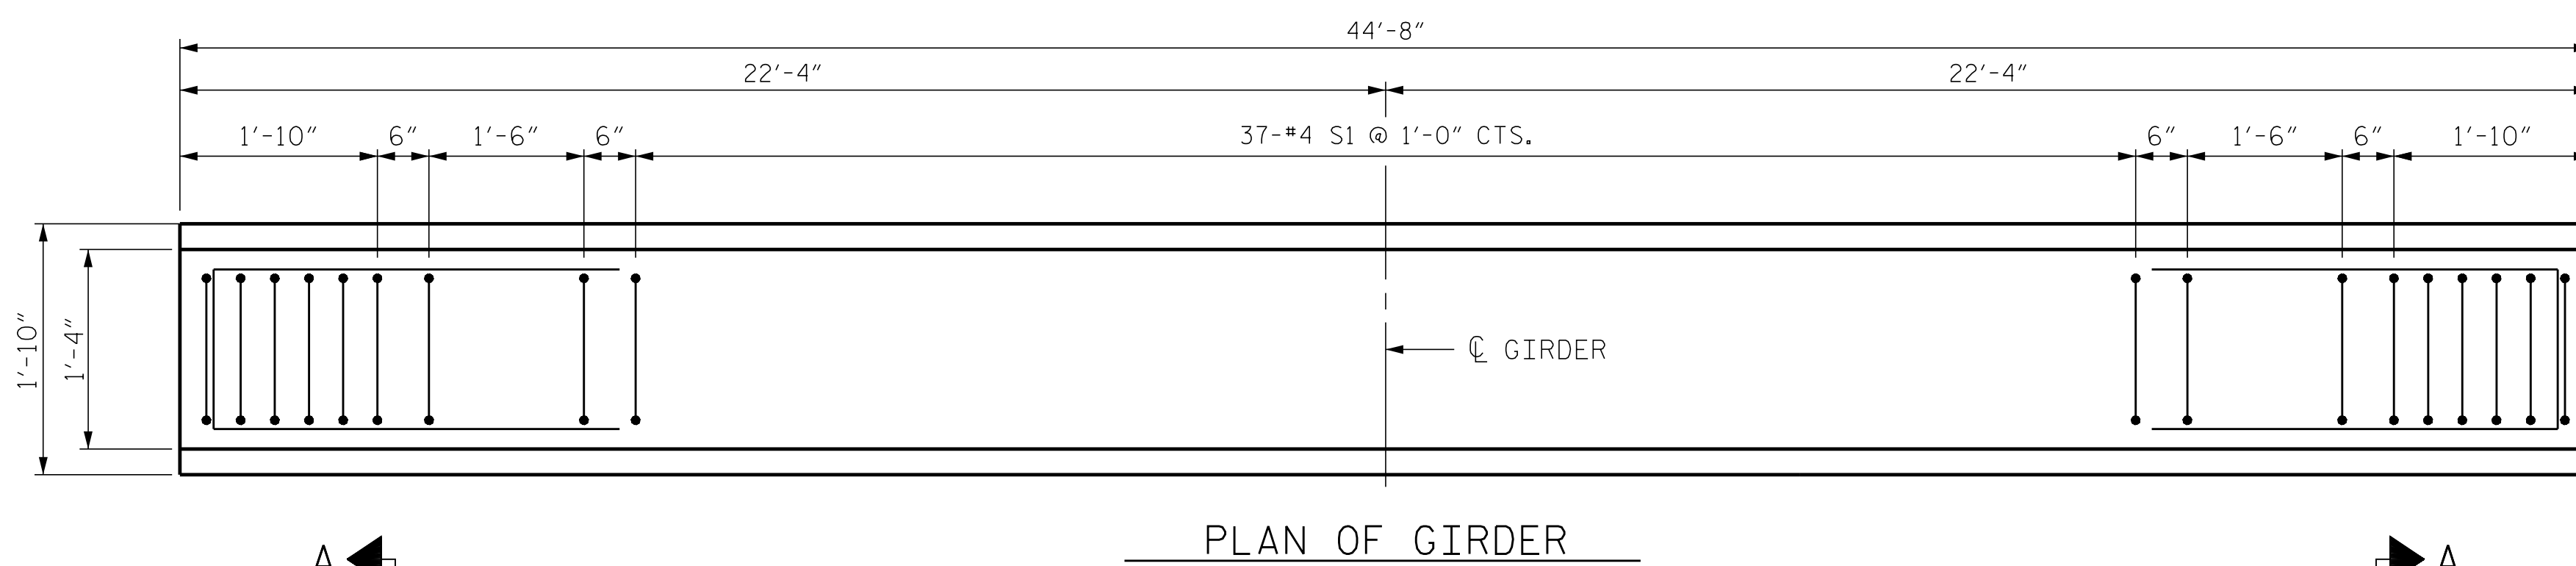 44'-8"
22'-4" 22'-4"
1'-10" 6" 1'-6" 6" 37-#4 S1 @ 1'-0" CTS. 6" 1'-6" 6" 1'-10"
1'-10"
1'-4"
℄ GIRDER
PLAN OF GIRDER
A A